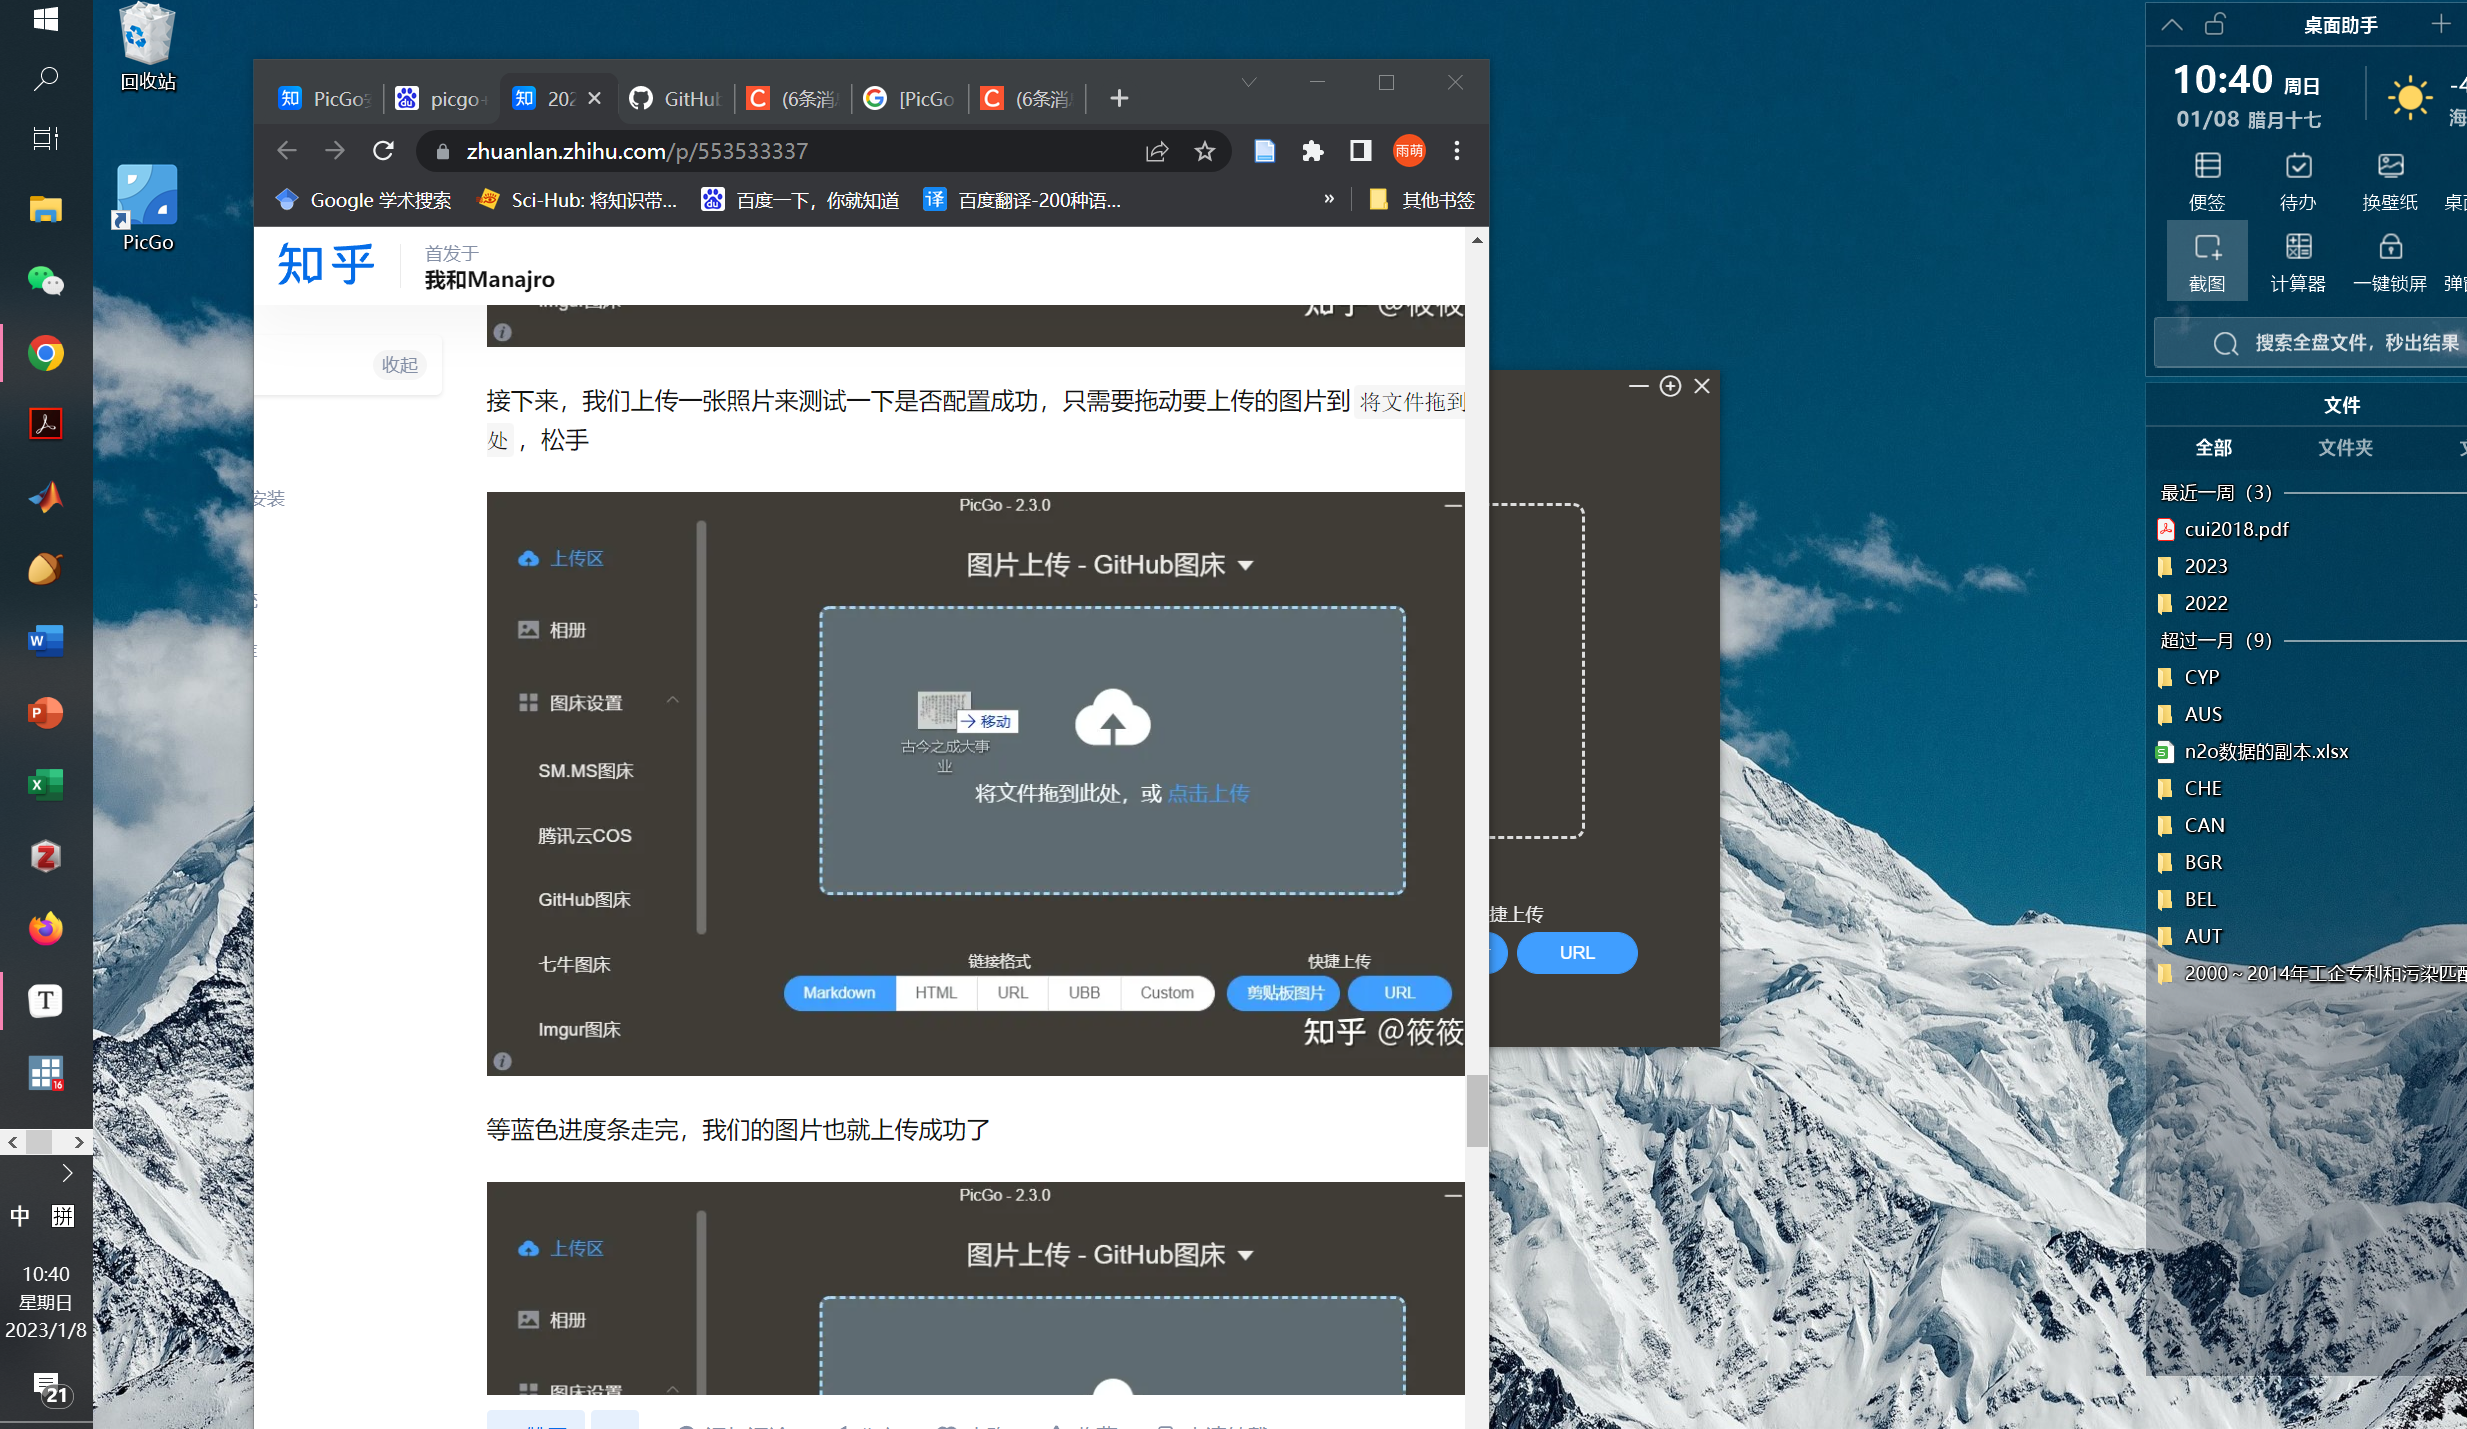 回收站
PicGo
中 拼
10:40
星期日
2023/1/8
21
picgo
GitHub
(6条消
[PicGo
(6条消
zhuanlan.zhihu.com/p/553533337
雨萌
Google 学术搜索
Sci-Hub: 将知识带...
百度一下，你就知道
百度翻译-200种语...
»
其他书签
知乎
首发于
我和Manajro
收起
安装
接下来，我们上传一张照片来测试一下是否配置成功，只需要拖动要上传的图片到 将文件拖到
处 ，松手
PicGo - 2.3.0
上传区
相册
图床设置
SM.MS图床
腾讯云COS
GitHub图床
七牛图床
Imgur图床
图片上传 - GitHub图床
移动
古今之成大事
业
将文件拖到此处，或 点击上传
链接格式
Markdown HTML URL UBB Custom
快捷上传
剪贴板图片 URL
知乎 @筱筱
等蓝色进度条走完，我们的图片也就上传成功了
PicGo - 2.3.0
上传区
相册
图床设置
图片上传 - GitHub图床
捷上传
URL
桌面助手
10:40 周日
01/08 腊月十七
便签
待办
换壁纸
截图
计算器
一键锁屏
搜索全盘文件，秒出结果
文件
全部
文件夹
最近一周（3）
cui2018.pdf
2023
2022
超过一月（9）
CYP
AUS
n2o数据的副本.xlsx
CHE
CAN
BGR
BEL
AUT
2000～2014年工企专利和污染匹配